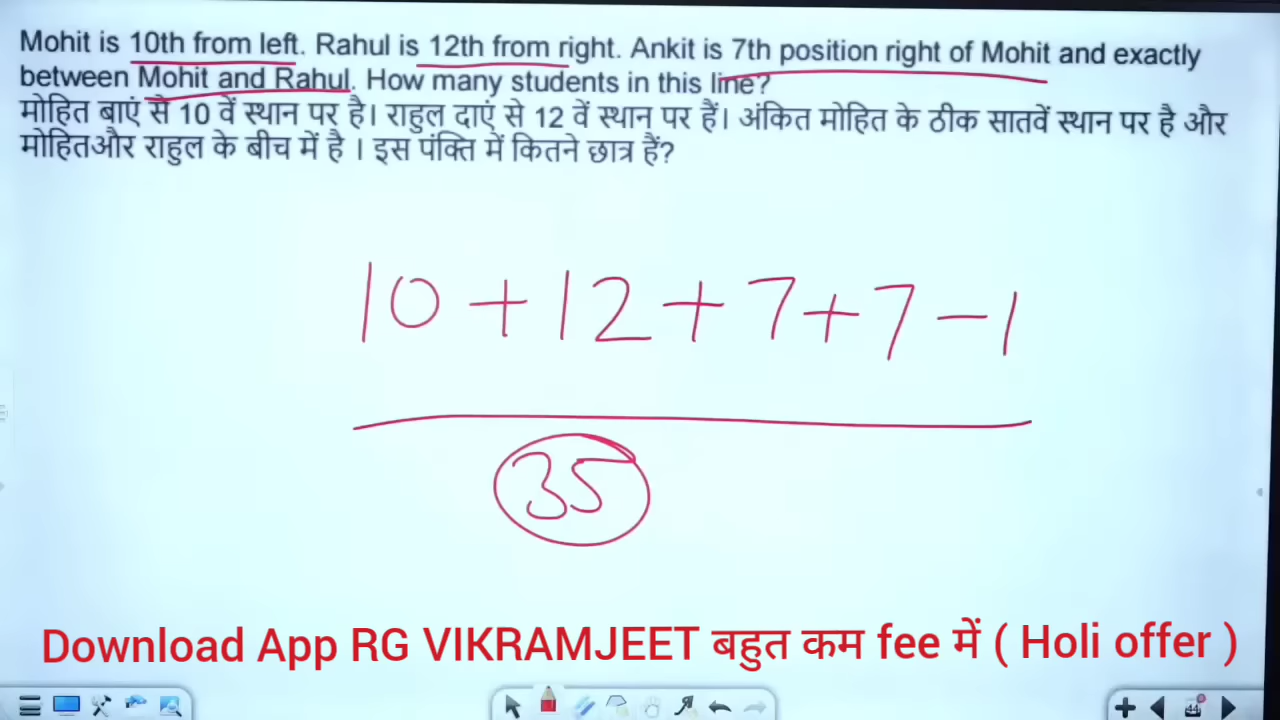 Mohit is 10th from left. Rahul is 12th from right. Ankit is 7th position right of Mohit and exactly
between Mohit and Rahul. How many students in this line?
मोहित बाएं से 10 वें स्थान पर है। राहुल दाएं से 12 वें स्थान पर हैं। अंकित मोहित के ठीक सातवें स्थान पर है और
मोहितऔर राहुल के बीच में है । इस पंक्ति में कितने छात्र हैं?
10 + 12 + 7 + 7 - 1
35
Download App RG VIKRAMJEET बहुत कम fee में ( Holi offer )
44